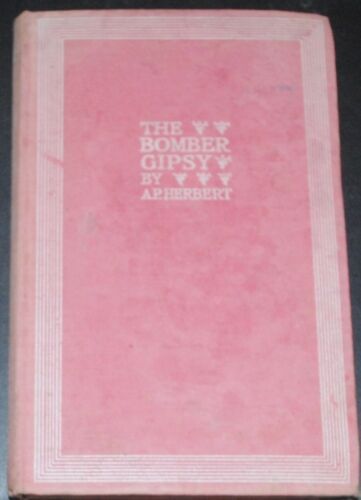 THE
BOMBER
GIPSY
BY
A.P. HERBERT